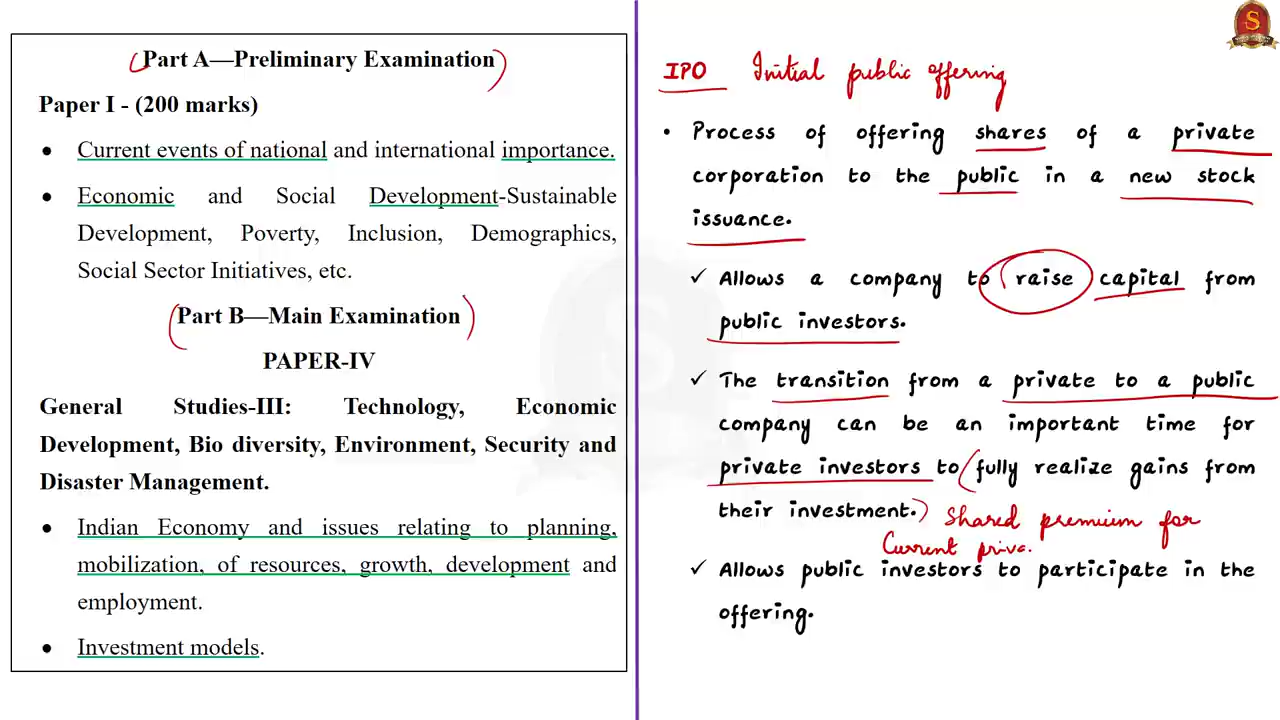 Part A—Preliminary Examination
Paper I - (200 marks)
• Current events of national and international importance.
• Economic and Social Development-Sustainable
Development, Poverty, Inclusion, Demographics,
Social Sector Initiatives, etc.
Part B—Main Examination
PAPER-IV
General Studies-III: Technology, Economic
Development, Bio diversity, Environment, Security and
Disaster Management.
• Indian Economy and issues relating to planning,
mobilization, of resources, growth, development and
employment.
• Investment models.
IPO Initial public offering
• Process of offering shares of a private
corporation to the public in a new stock
issuance.
✓ Allows a company to raise capital from
public investors.
✓ The transition from a private to a public
company can be an important time for
private investors to (fully realize gains from
their investment.) Shared premium for
Current priva.
✓ Allows public investors to participate in the
offering.
S